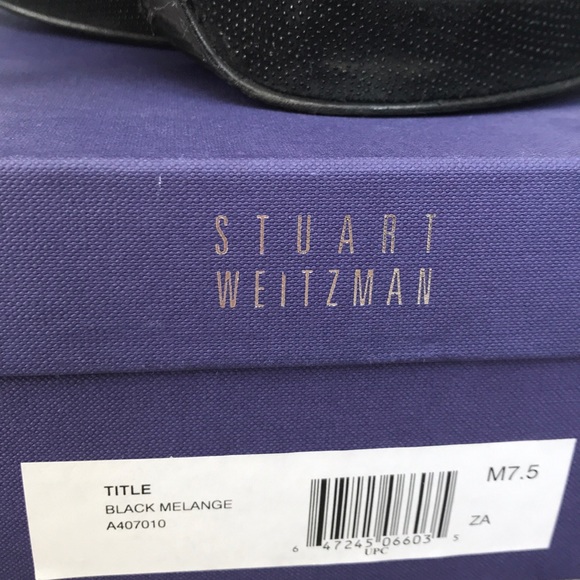 STUART
WEITZMAN
TITLE
BLACK MELANGE
A407010
M7.5
ZA
6 47245 06603 5
UPC